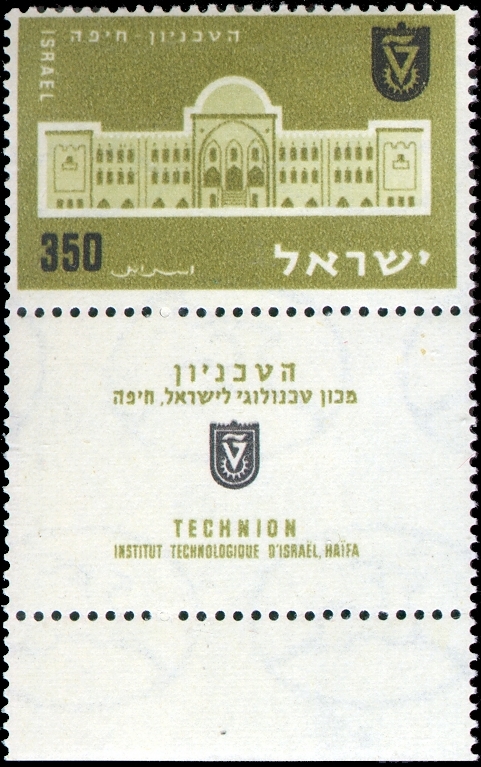 הטכניון - חיפה
ISRAEL
350
اسرائيل
ישראל
הטכניון
מכון טכנולוגי לישראל, חיפה
TECHNION
INSTITUT TECHNOLOGIQUE D'ISRAËL, HAÏFA